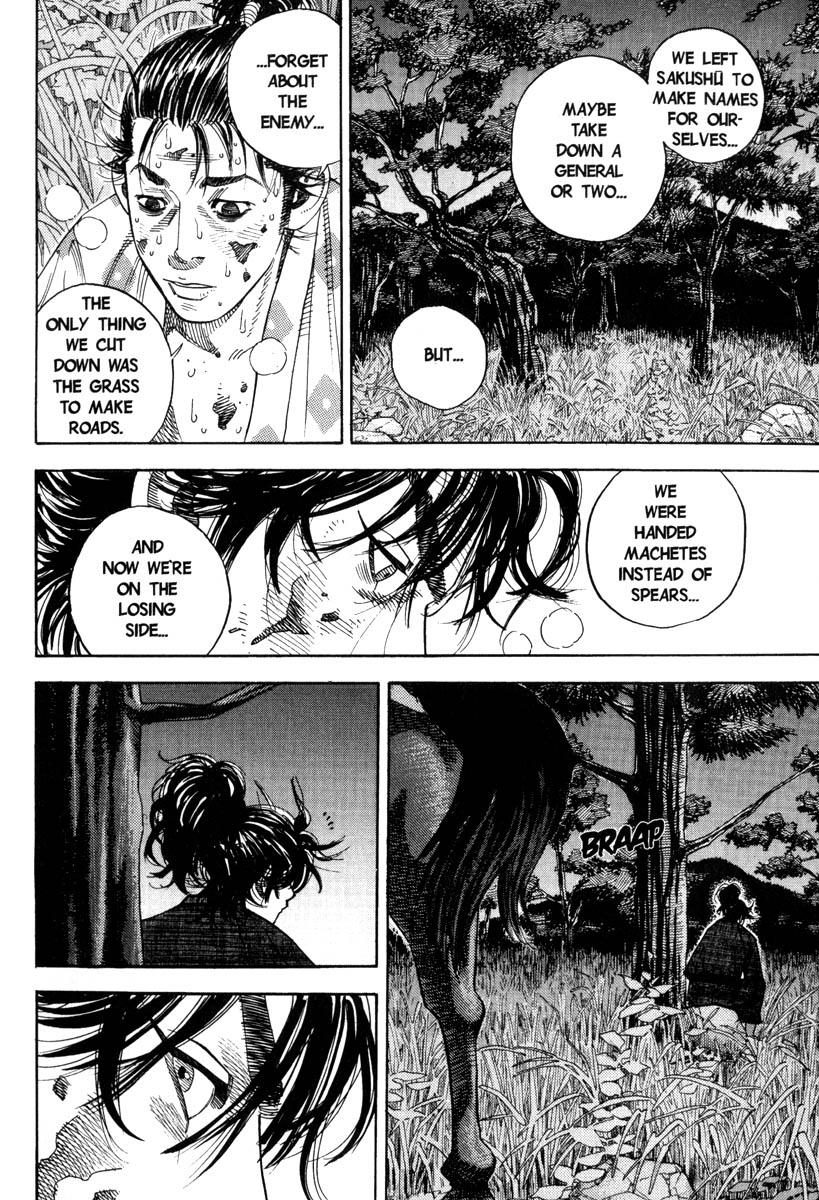 WE LEFT
SAKUSHŪ TO
MAKE NAMES
FOR OUR-
SELVES...
MAYBE
TAKE
DOWN A
GENERAL
OR TWO...
BUT...
...FORGET
ABOUT
THE
ENEMY...
THE
ONLY THING
WE CUT
DOWN WAS
THE GRASS
TO MAKE
ROADS.
WE
WERE
HANDED
MACHETES
INSTEAD OF
SPEARS...
AND
NOW WE'RE
ON THE
LOSING
SIDE...
BRAAP